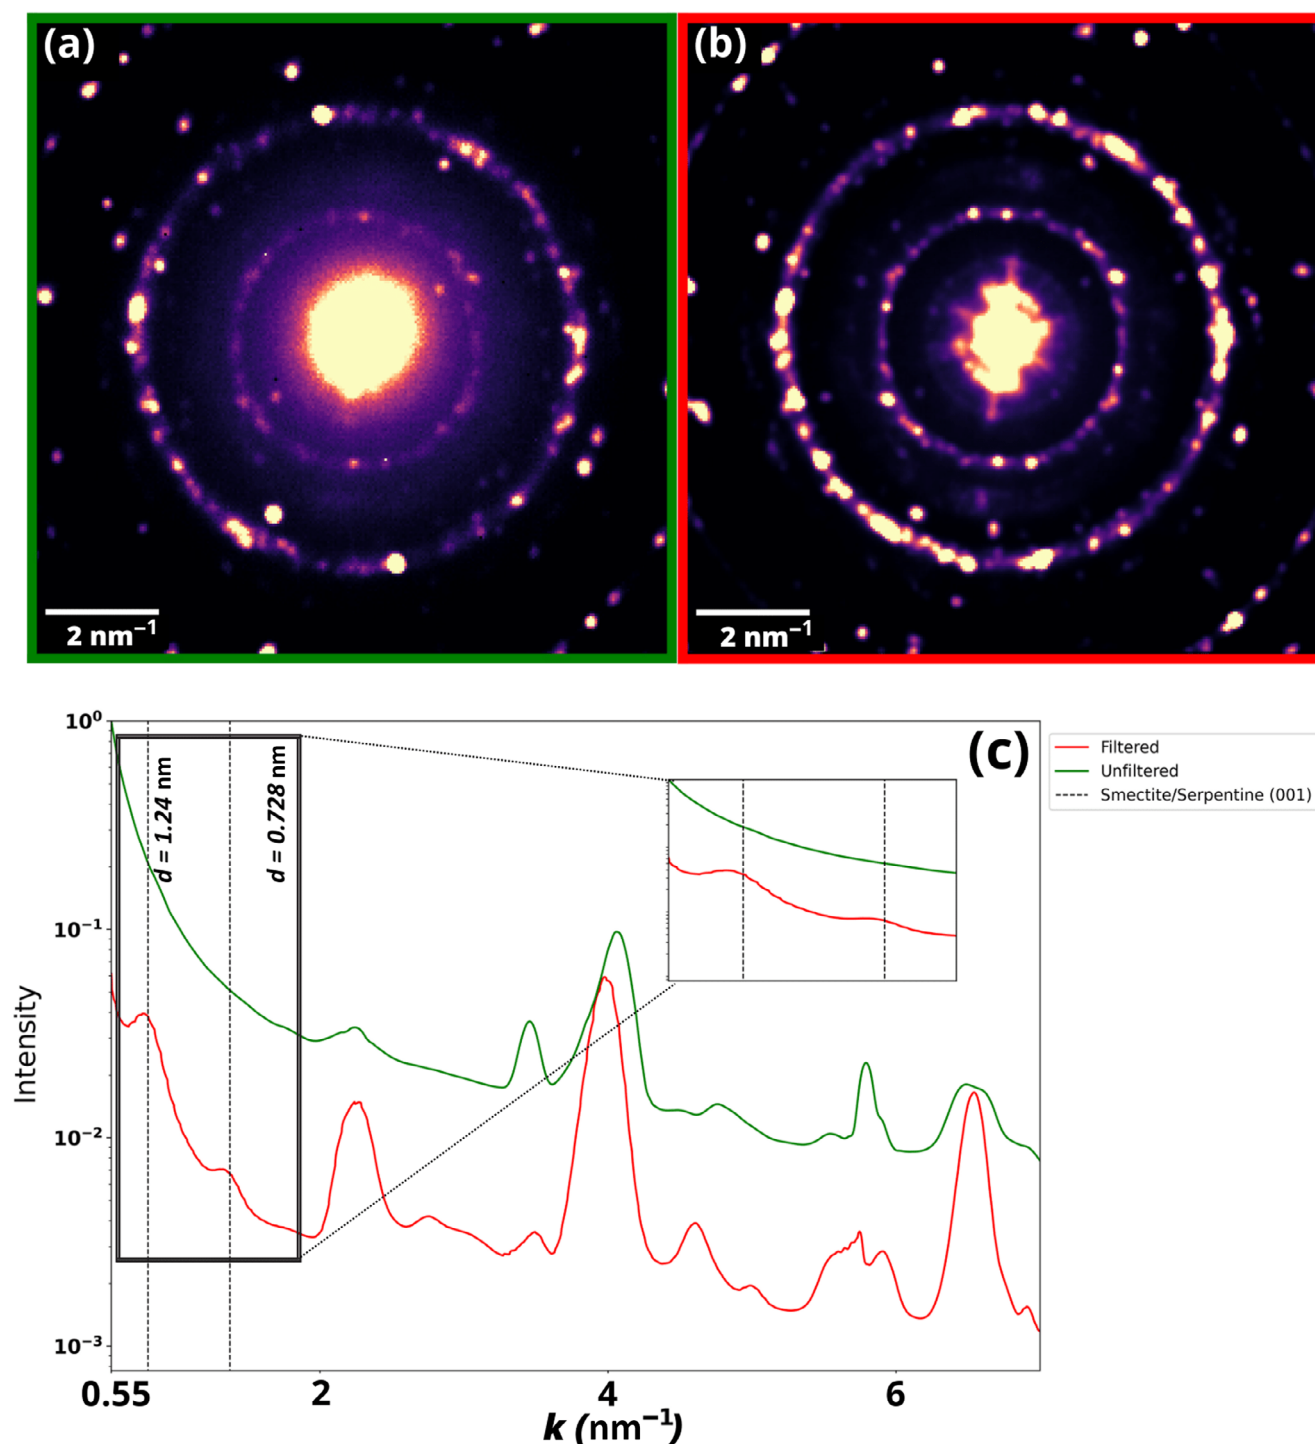 (a)
(b)
2 nm⁻¹
2 nm⁻¹
(c)
10⁰
10⁻¹
10⁻²
10⁻³
Intensity
d = 1.24 nm
d = 0.728 nm
Filtered
Unfiltered
Smectite/Serpentine (001)
0.55
2
4
6
k (nm⁻¹)